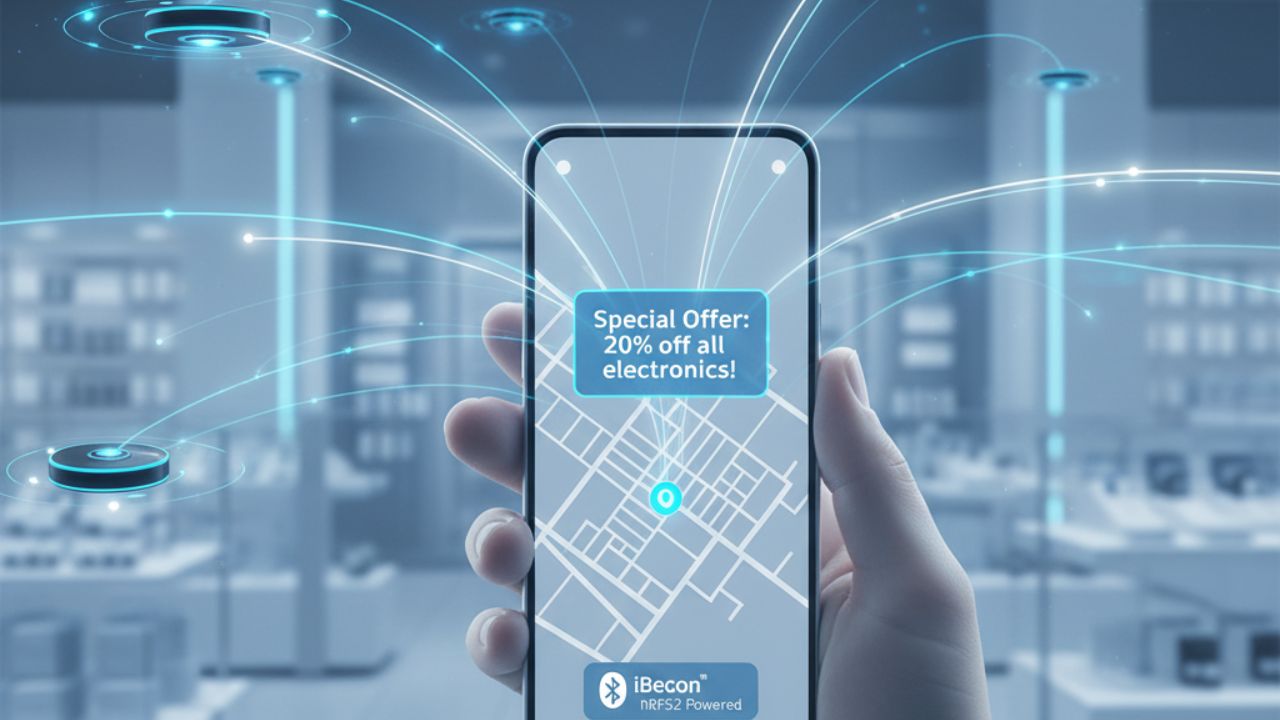 Special Offer:
20% off all
electronics!
iBecon™
nRFS2 Powered